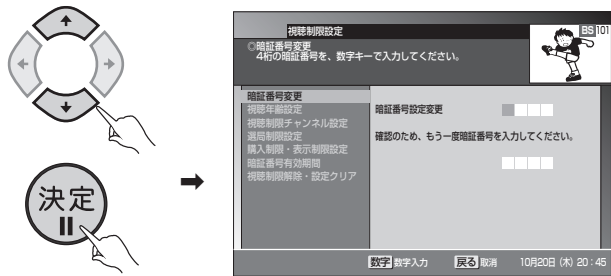 視聴制限設定
BS 101
◎暗証番号変更
4桁の暗証番号を、数字キーで入力してください。
暗証番号変更
視聴年齢設定
視聴制限チャンネル設定
選局制限設定
購入制限・表示制限設定
暗証番号有効期間
視聴制限解除・設定クリア
暗証番号設定変更
確認のため、もう一度暗証番号を入力してください。
決定
数字 数字入力 戻る 取消 10月20日(木) 20:45